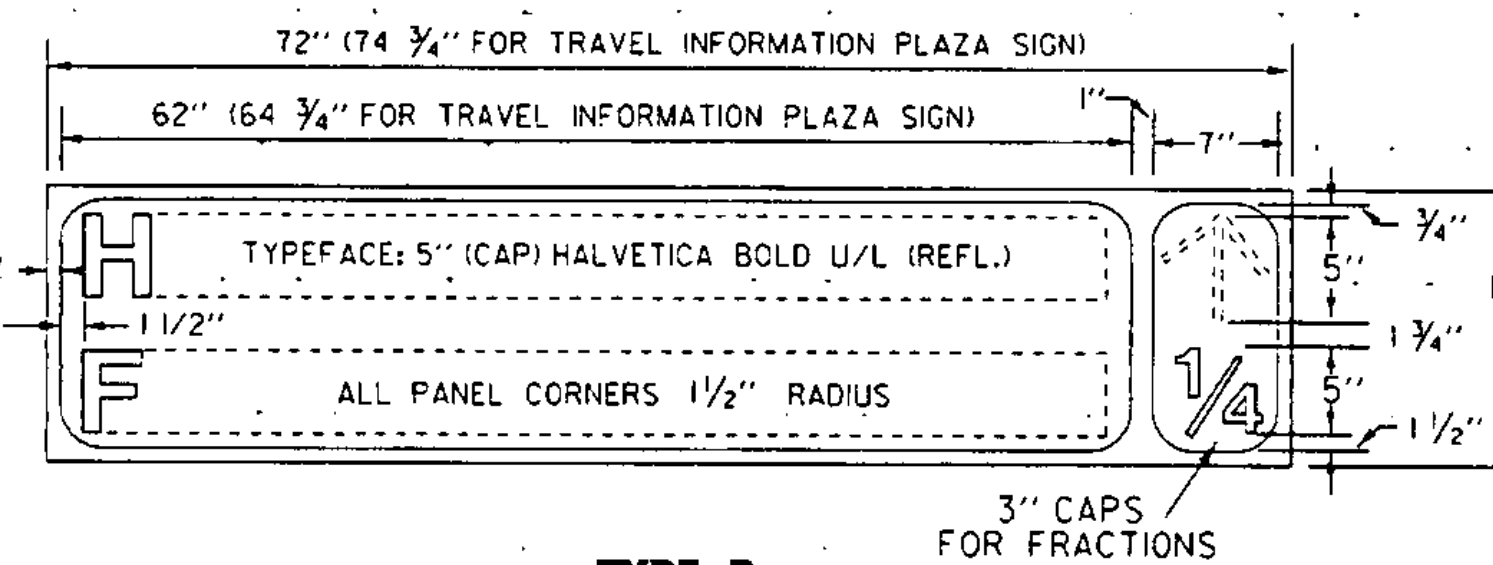 72" (74 3/4" FOR TRAVEL INFORMATION PLAZA SIGN)
62" (64 3/4" FOR TRAVEL INFORMATION PLAZA SIGN)
1"
7"
H
TYPEFACE: 5" (CAP) HALVETICA BOLD U/L (REFL.)
3/4"
5"
1 1/2"
1 3/4"
F
ALL PANEL CORNERS 1 1/2" RADIUS
1/4
5"
1 1/2"
3" CAPS
FOR FRACTIONS